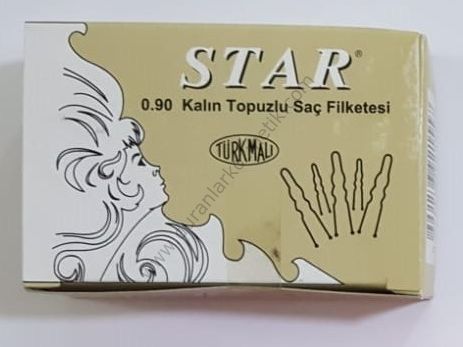 STAR®
0.90 Kalın Topuzlu Saç Filketesi
TÜRKMALI